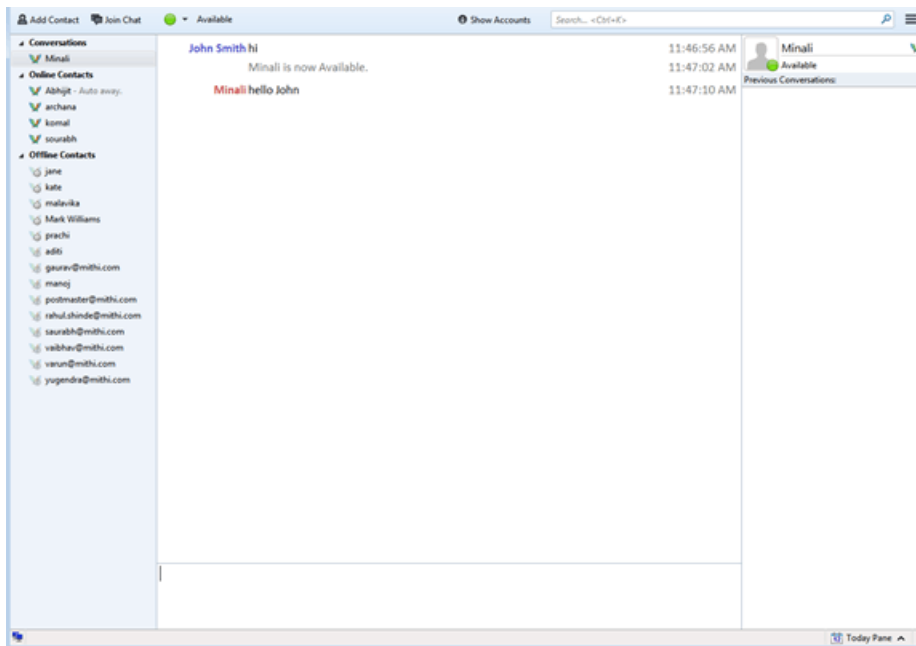 Add Contact Join Chat Available Show Accounts Search... <Ctrl+K>
Conversations
Minali
Online Contacts
Abhijit - Auto away.
archana
komal
sourabh
Offline Contacts
jane
kate
malavika
Mark Williams
prachi
aditi
gaurav@mithi.com
manoj
postmaster@mithi.com
rahul.shinde@mithi.com
saurabh@mithi.com
vaibhav@mithi.com
varun@mithi.com
yugendra@mithi.com
John Smith hi 11:46:56 AM
Minali is now Available. 11:47:02 AM
Minali hello John 11:47:10 AM
Minali
Available
Previous Conversations:
Today Pane